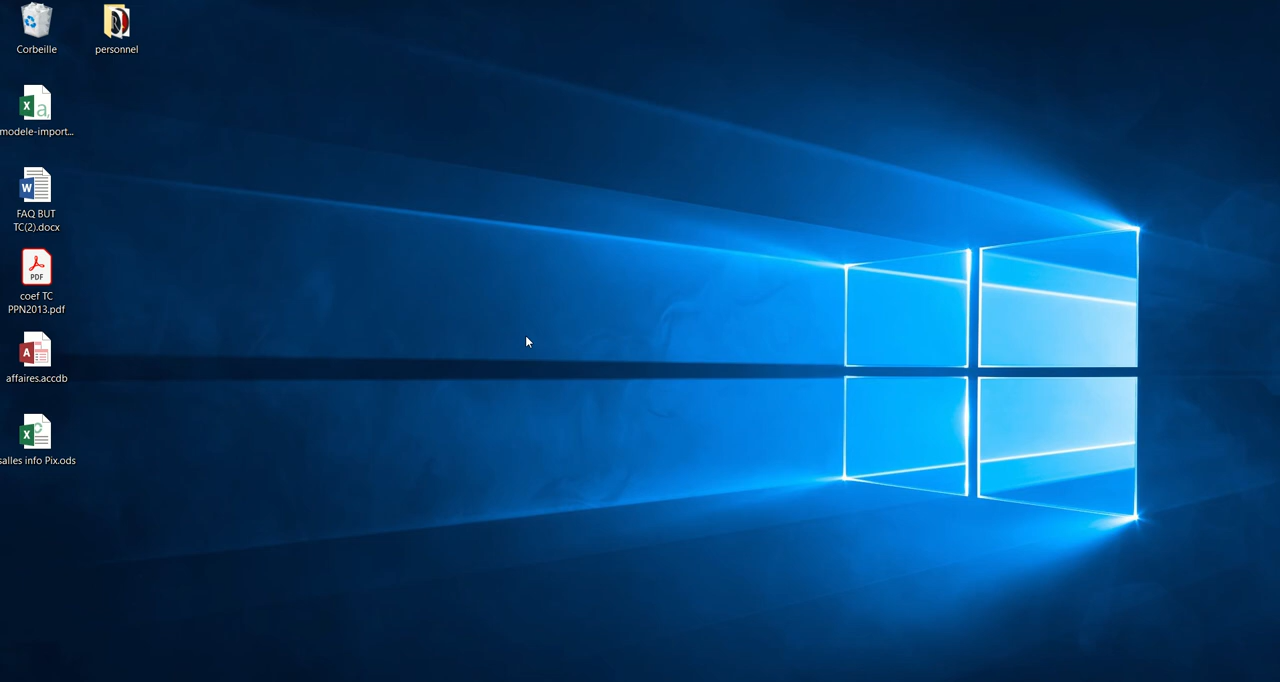 Corbeille
personnel
modele-import...
FAQ BUT
TC(2).docx
PDF
coef TC
PPN2013.pdf
affaires.accdb
salles info Pix.ods